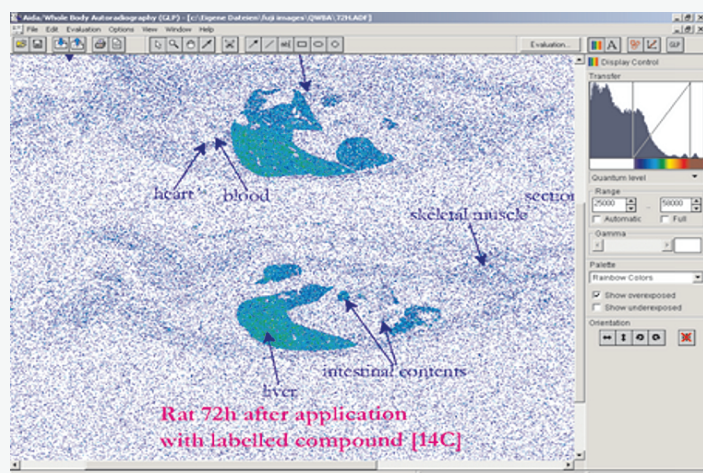 Aida/Whole Body Autoradiography (GLP) - [c:\Eigene Dateien\fuji images\QWBA\72H.ADF]
File Edit Evaluation Options View Window Help
Evaluation...
GLP
Display Control
Transfer
Quantum level
Range
25000 ... 50000
Automatic Full
Gamma
Palette
Rainbow Colors
Show overexposed
Show underexposed
Orientation
heart blood
section
skeletal muscle
intestinal contents
liver
Rat 72h after application
with labelled compound [14C]